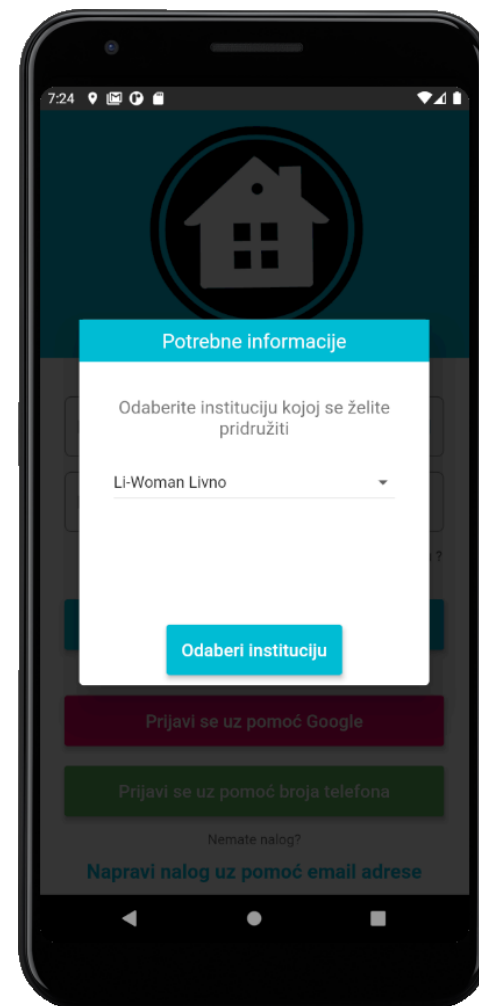 7:24
Potrebne informacije
Odaberite instituciju kojoj se želite
pridružiti
Li-Woman Livno
?
Odaberi instituciju
Prijavi se uz pomoć Google
Prijavi se uz pomoć broja telefona
Nemate nalog?
Napravi nalog uz pomoć email adrese